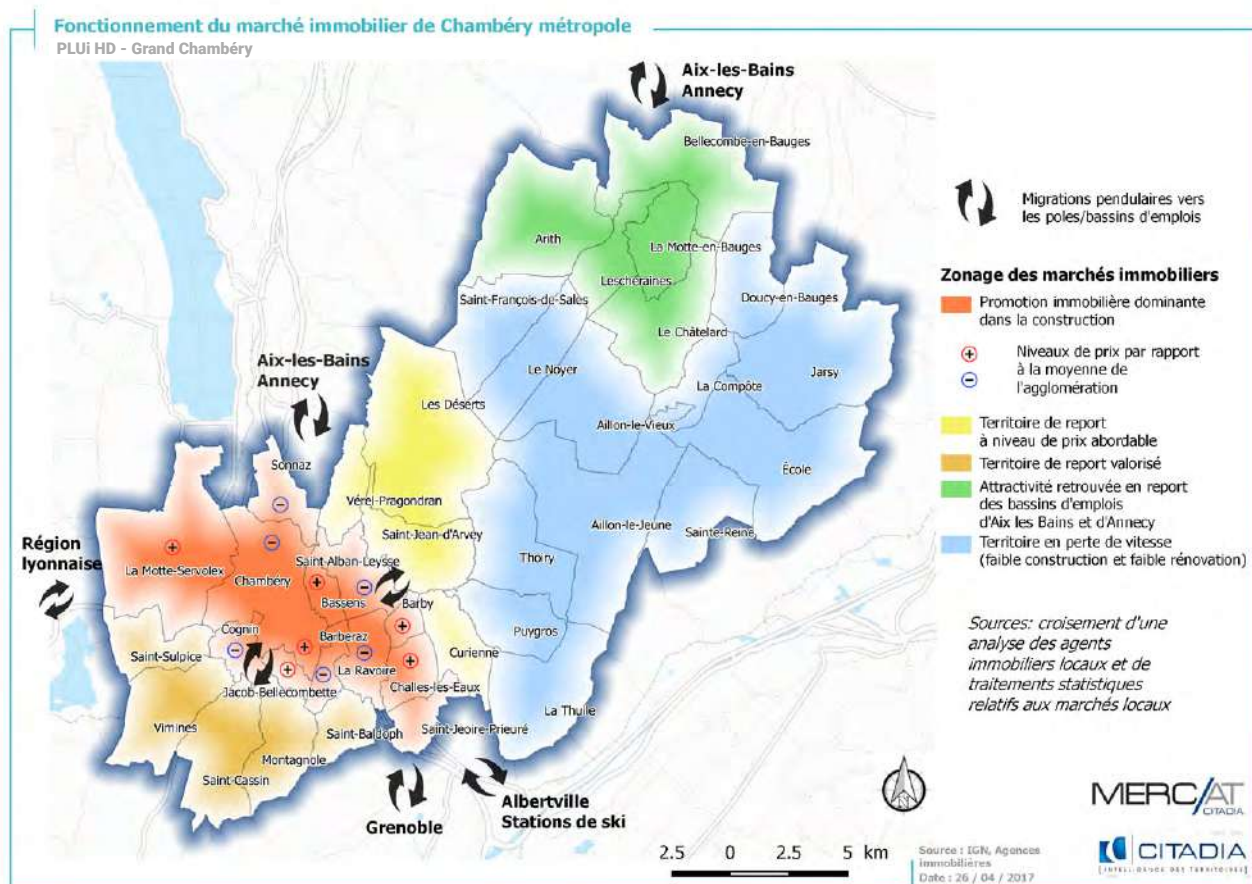 Fonctionnement du marché immobilier de Chambéry métropole
PLUi HD - Grand Chambéry
Aix-les-Bains
Annecy
Bellecombe-en-Bauges
Arith
La Motte-en-Bauges
Lescheraines
Saint-François-de-Sales
Doucy-en-Bauges
Le Châtelard
Aix-les-Bains
Annecy
Le Noyer
Jarsy
La Compôte
Les Déserts
Aillon-le-Vieux
École
Sonnaz
Vérel-Pragondran
Aillon-le-Jeune
Sainte-Reine
Saint-Jean-d'Arvey
Région
lyonnaise
Thoiry
Saint-Alban-Leysse
La Motte-Servolex
Chambéry
Bassens
Barby
Cognin
Barberaz
Puygros
Curienne
Saint-Sulpice
La Ravoire
Jacob-Bellecombette
Challes-les-Eaux
La Thuile
Vimines
Saint-Baldoph
Saint-Jeoire-Prieuré
Montagnole
Saint-Cassin
Grenoble
Albertville
Stations de ski
Migrations pendulaires vers
les poles/bassins d'emplois
Zonage des marchés immobiliers
Promotion immobilière dominante
dans la construction
+
Niveaux de prix par rapport
à la moyenne de
-
l'agglomération
Territoire de report
à niveau de prix abordable
Territoire de report valorisé
Attractivité retrouvée en report
des bassins d'emplois
d'Aix les Bains et d'Annecy
Territoire en perte de vitesse
(faible construction et faible rénovation)
Sources: croisement d'une
analyse des agents
immobiliers locaux et de
traitements statistiques
relatifs aux marchés locaux
2.5 0 2.5 5 km
Source : IGN, Agences
immobilières
Date : 26 / 04 / 2017
MERC/AT
CITADIA
CITADIA
[INTELLIGENCE DES TERRITOIRES]